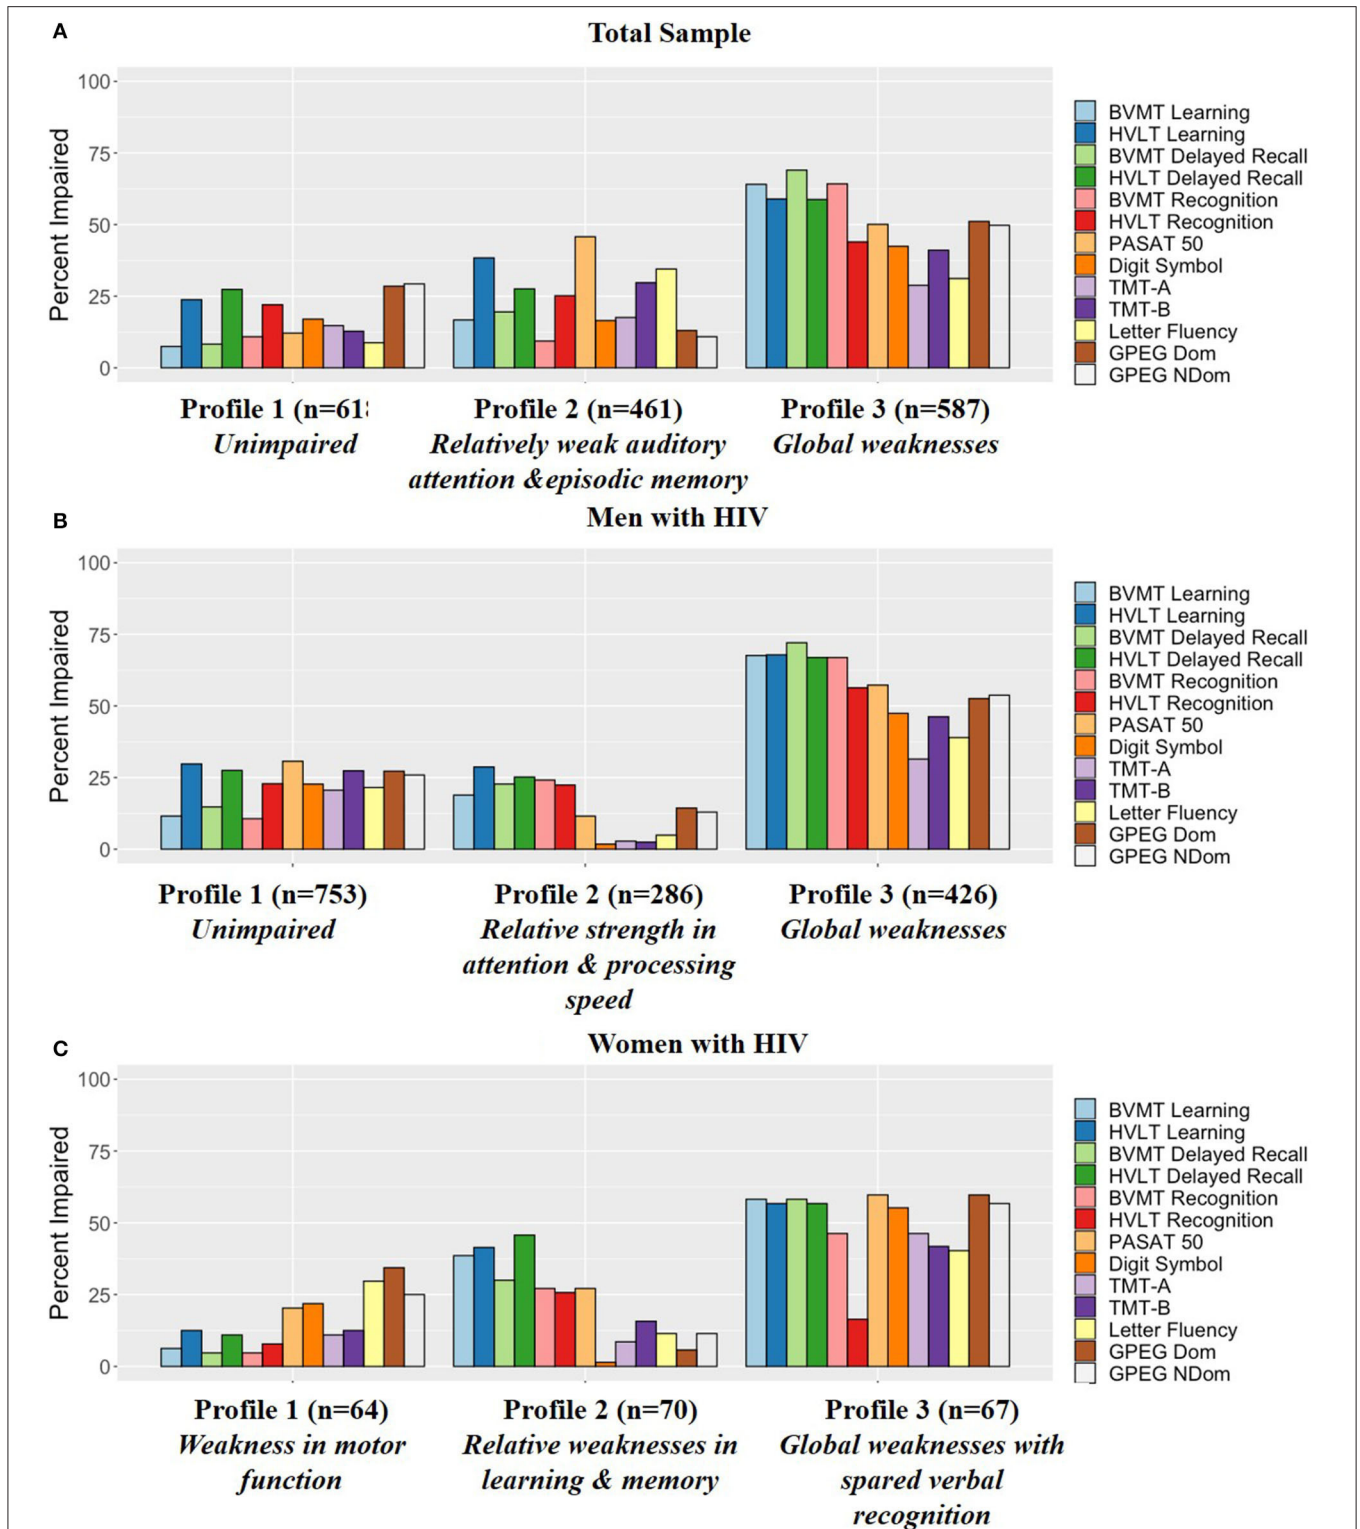 A
Total Sample
100
75
50
25
0
Percent Impaired
BVMT Learning
HVLT Learning
BVMT Delayed Recall
HVLT Delayed Recall
BVMT Recognition
HVLT Recognition
PASAT 50
Digit Symbol
TMT-A
TMT-B
Letter Fluency
GPEG Dom
GPEG NDom
Profile 1 (n=61
Unimpaired
Profile 2 (n=461)
Relatively weak auditory
attention &episodic memory
Profile 3 (n=587)
Global weaknesses
B
Men with HIV
100
75
50
25
0
Percent Impaired
BVMT Learning
HVLT Learning
BVMT Delayed Recall
HVLT Delayed Recall
BVMT Recognition
HVLT Recognition
PASAT 50
Digit Symbol
TMT-A
TMT-B
Letter Fluency
GPEG Dom
GPEG NDom
Profile 1 (n=753)
Unimpaired
Profile 2 (n=286)
Relative strength in
attention & processing
speed
Profile 3 (n=426)
Global weaknesses
C
Women with HIV
100
75
50
25
0
Percent Impaired
BVMT Learning
HVLT Learning
BVMT Delayed Recall
HVLT Delayed Recall
BVMT Recognition
HVLT Recognition
PASAT 50
Digit Symbol
TMT-A
TMT-B
Letter Fluency
GPEG Dom
GPEG NDom
Profile 1 (n=64)
Weakness in motor
function
Profile 2 (n=70)
Relative weaknesses in
learning & memory
Profile 3 (n=67)
Global weaknesses with
spared verbal
recognition